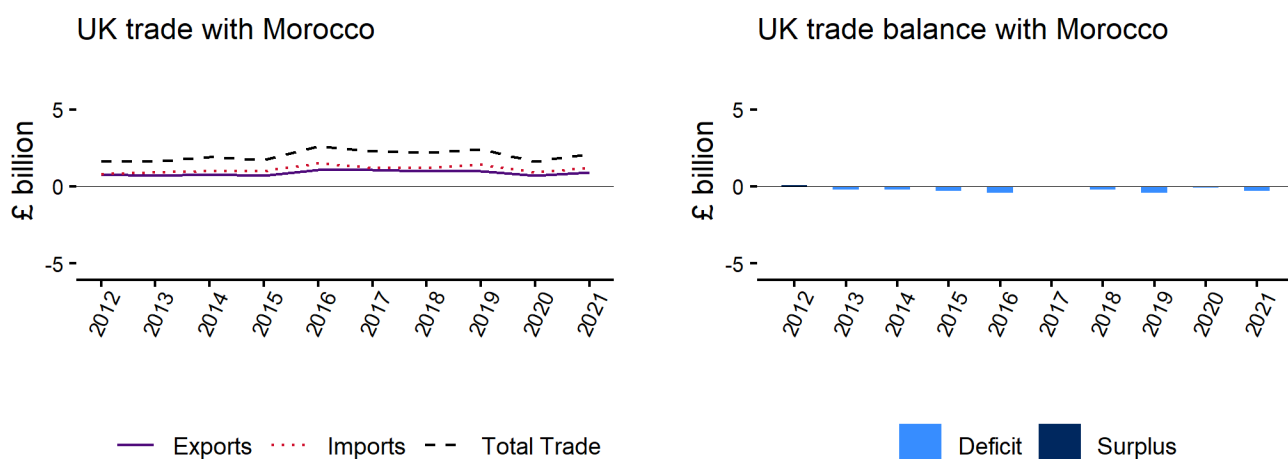 UK trade with Morocco
£ billion
5
0
-5
2012 2013 2014 2015 2016 2017 2018 2019 2020 2021
Exports Imports Total Trade
UK trade balance with Morocco
£ billion
5
0
-5
2012 2013 2014 2015 2016 2017 2018 2019 2020 2021
Deficit Surplus